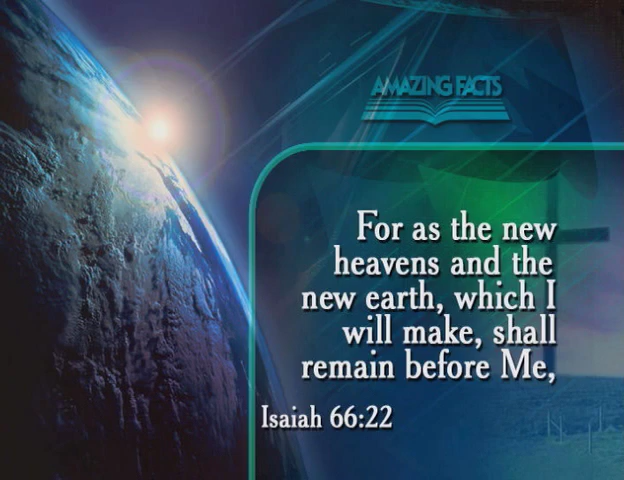 AMAZING FACTS
For as the new
heavens and the
new earth, which I
will make, shall
remain before Me,
Isaiah 66:22